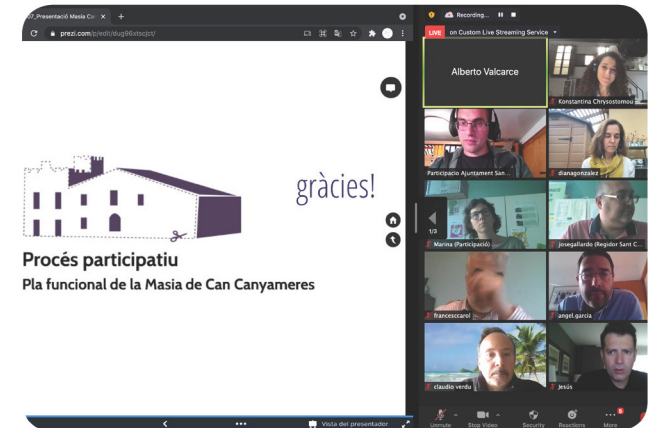 07_Presentació Masia Ca
prezi.com/p/edit/dug96xtscjct/
gràcies!
Procés participatiu
Pla funcional de la Masia de Can Canyameres
Vista del presentador
Recording...
LIVE on Custom Live Streaming Service
Alberto Valcarce
Konstantina Chrysostomou
Participacio Ajuntament San...
dianagonzalez
1/3
Marina (Participació)
Josegallardo (Regidor Sant C...
francesccarol
angel.garcia
claudio verdu
Jesús
Unmute
Stop Video
Security
Reactions
More
5